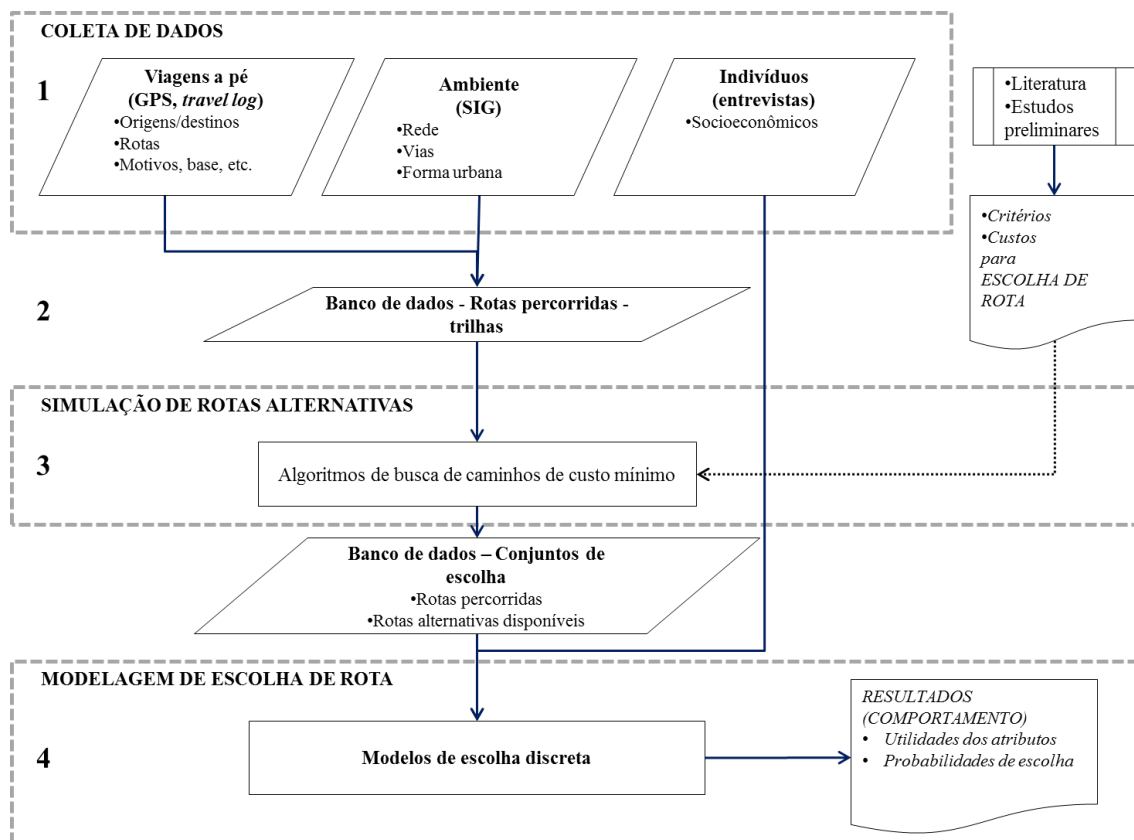 COLETA DE DADOS
1
Viagens a pé
(GPS, travel log)
•Origens/destinos
•Rotas
•Motivos, base, etc.
Ambiente
(SIG)
•Rede
•Vias
•Forma urbana
Indivíduos
(entrevistas)
•Socioeconômicos
•Literatura
•Estudos
preliminares
•Critérios
•Custos
para
ESCOLHA DE
ROTA
2
Banco de dados - Rotas percorridas -
trilhas
SIMULAÇÃO DE ROTAS ALTERNATIVAS
3
Algoritmos de busca de caminhos de custo mínimo
Banco de dados – Conjuntos de
escolha
•Rotas percorridas
•Rotas alternativas disponíveis
MODELAGEM DE ESCOLHA DE ROTA
4
Modelos de escolha discreta
RESULTADOS
(COMPORTAMENTO)
• Utilidades dos atributos
• Probabilidades de escolha